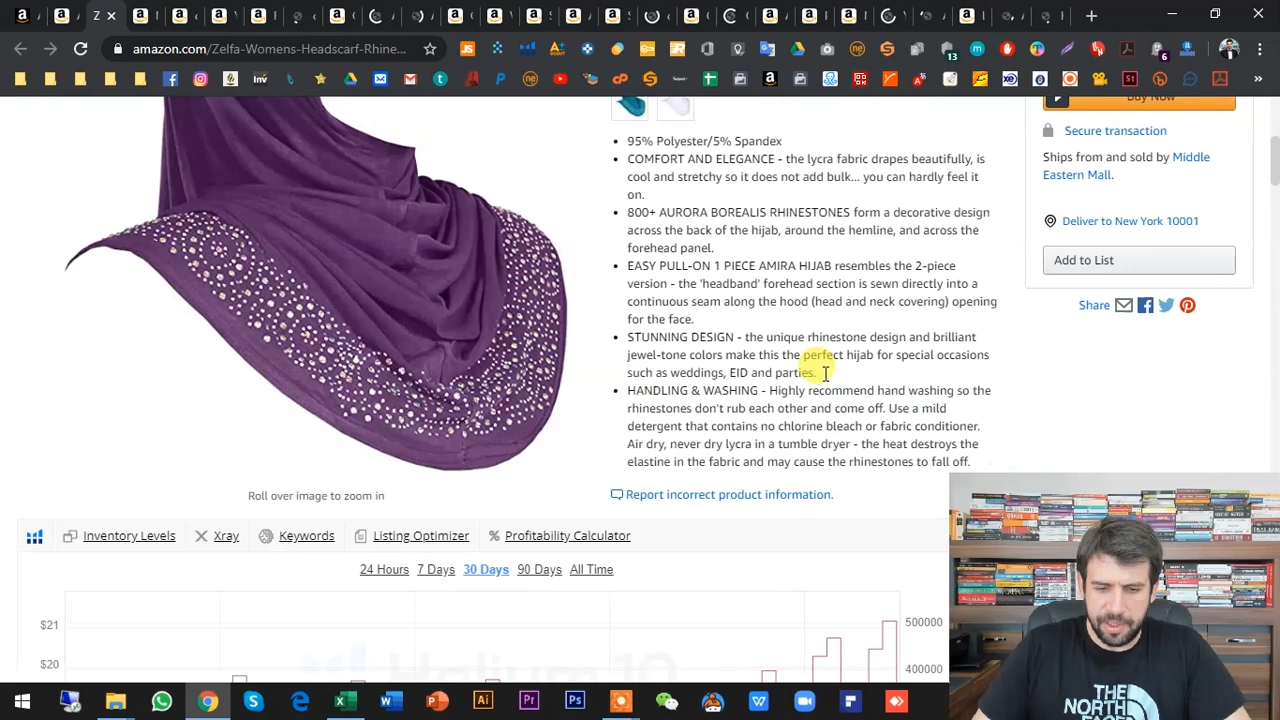 Z
amazon.com/Zelfa-Womens-Headscarf-Rhine...
Inv
13
6
Buy Now
95% Polyester/5% Spandex
COMFORT AND ELEGANCE - the lycra fabric drapes beautifully, is
cool and stretchy so it does not add bulk... you can hardly feel it
on.
800+ AURORA BOREALIS RHINESTONES form a decorative design
across the back of the hijab, around the hemline, and across the
forehead panel.
EASY PULL-ON 1 PIECE AMIRA HIJAB resembles the 2-piece
version - the 'headband' forehead section is sewn directly into a
continuous seam along the hood (head and neck covering) opening
for the face.
STUNNING DESIGN - the unique rhinestone design and brilliant
jewel-tone colors make this the perfect hijab for special occasions
such as weddings, EID and parties.
HANDLING & WASHING - Highly recommend hand washing so the
rhinestones don't rub each other and come off. Use a mild
detergent that contains no chlorine bleach or fabric conditioner.
Air dry, never dry lycra in a tumble dryer - the heat destroys the
elastine in the fabric and may cause the rhinestones to fall off.
Report incorrect product information.
Secure transaction
Ships from and sold by Middle
Eastern Mall.
Deliver to New York 10001
Add to List
Share
Roll over image to zoom in
Inventory Levels Xray Keywords Listing Optimizer Profitability Calculator
24 Hours 7 Days 30 Days 90 Days All Time
$21 500000
$20 400000
Helium 10
THE
NORTH
FACE